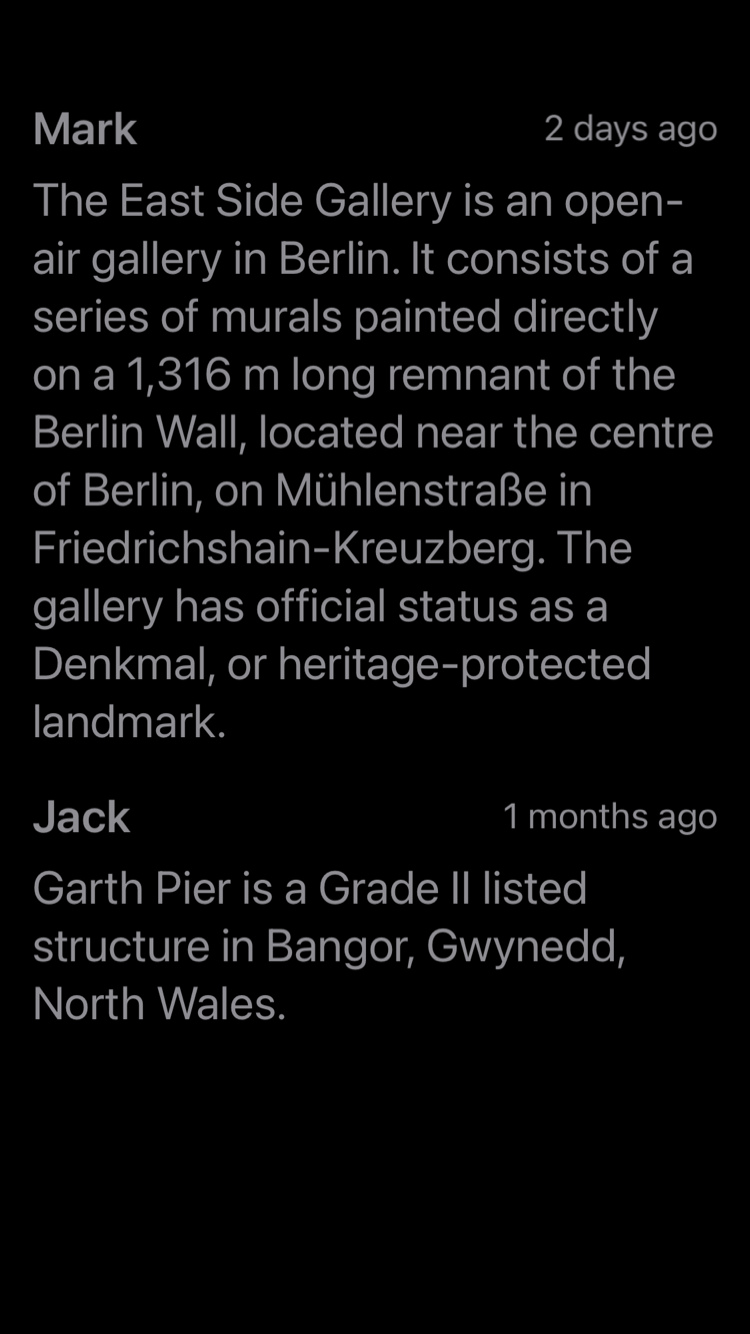 Mark
2 days ago
The East Side Gallery is an open-
air gallery in Berlin. It consists of a
series of murals painted directly
on a 1,316 m long remnant of the
Berlin Wall, located near the centre
of Berlin, on Mühlenstraße in
Friedrichshain-Kreuzberg. The
gallery has official status as a
Denkmal, or heritage-protected
landmark.
Jack
1 months ago
Garth Pier is a Grade II listed
structure in Bangor, Gwynedd,
North Wales.